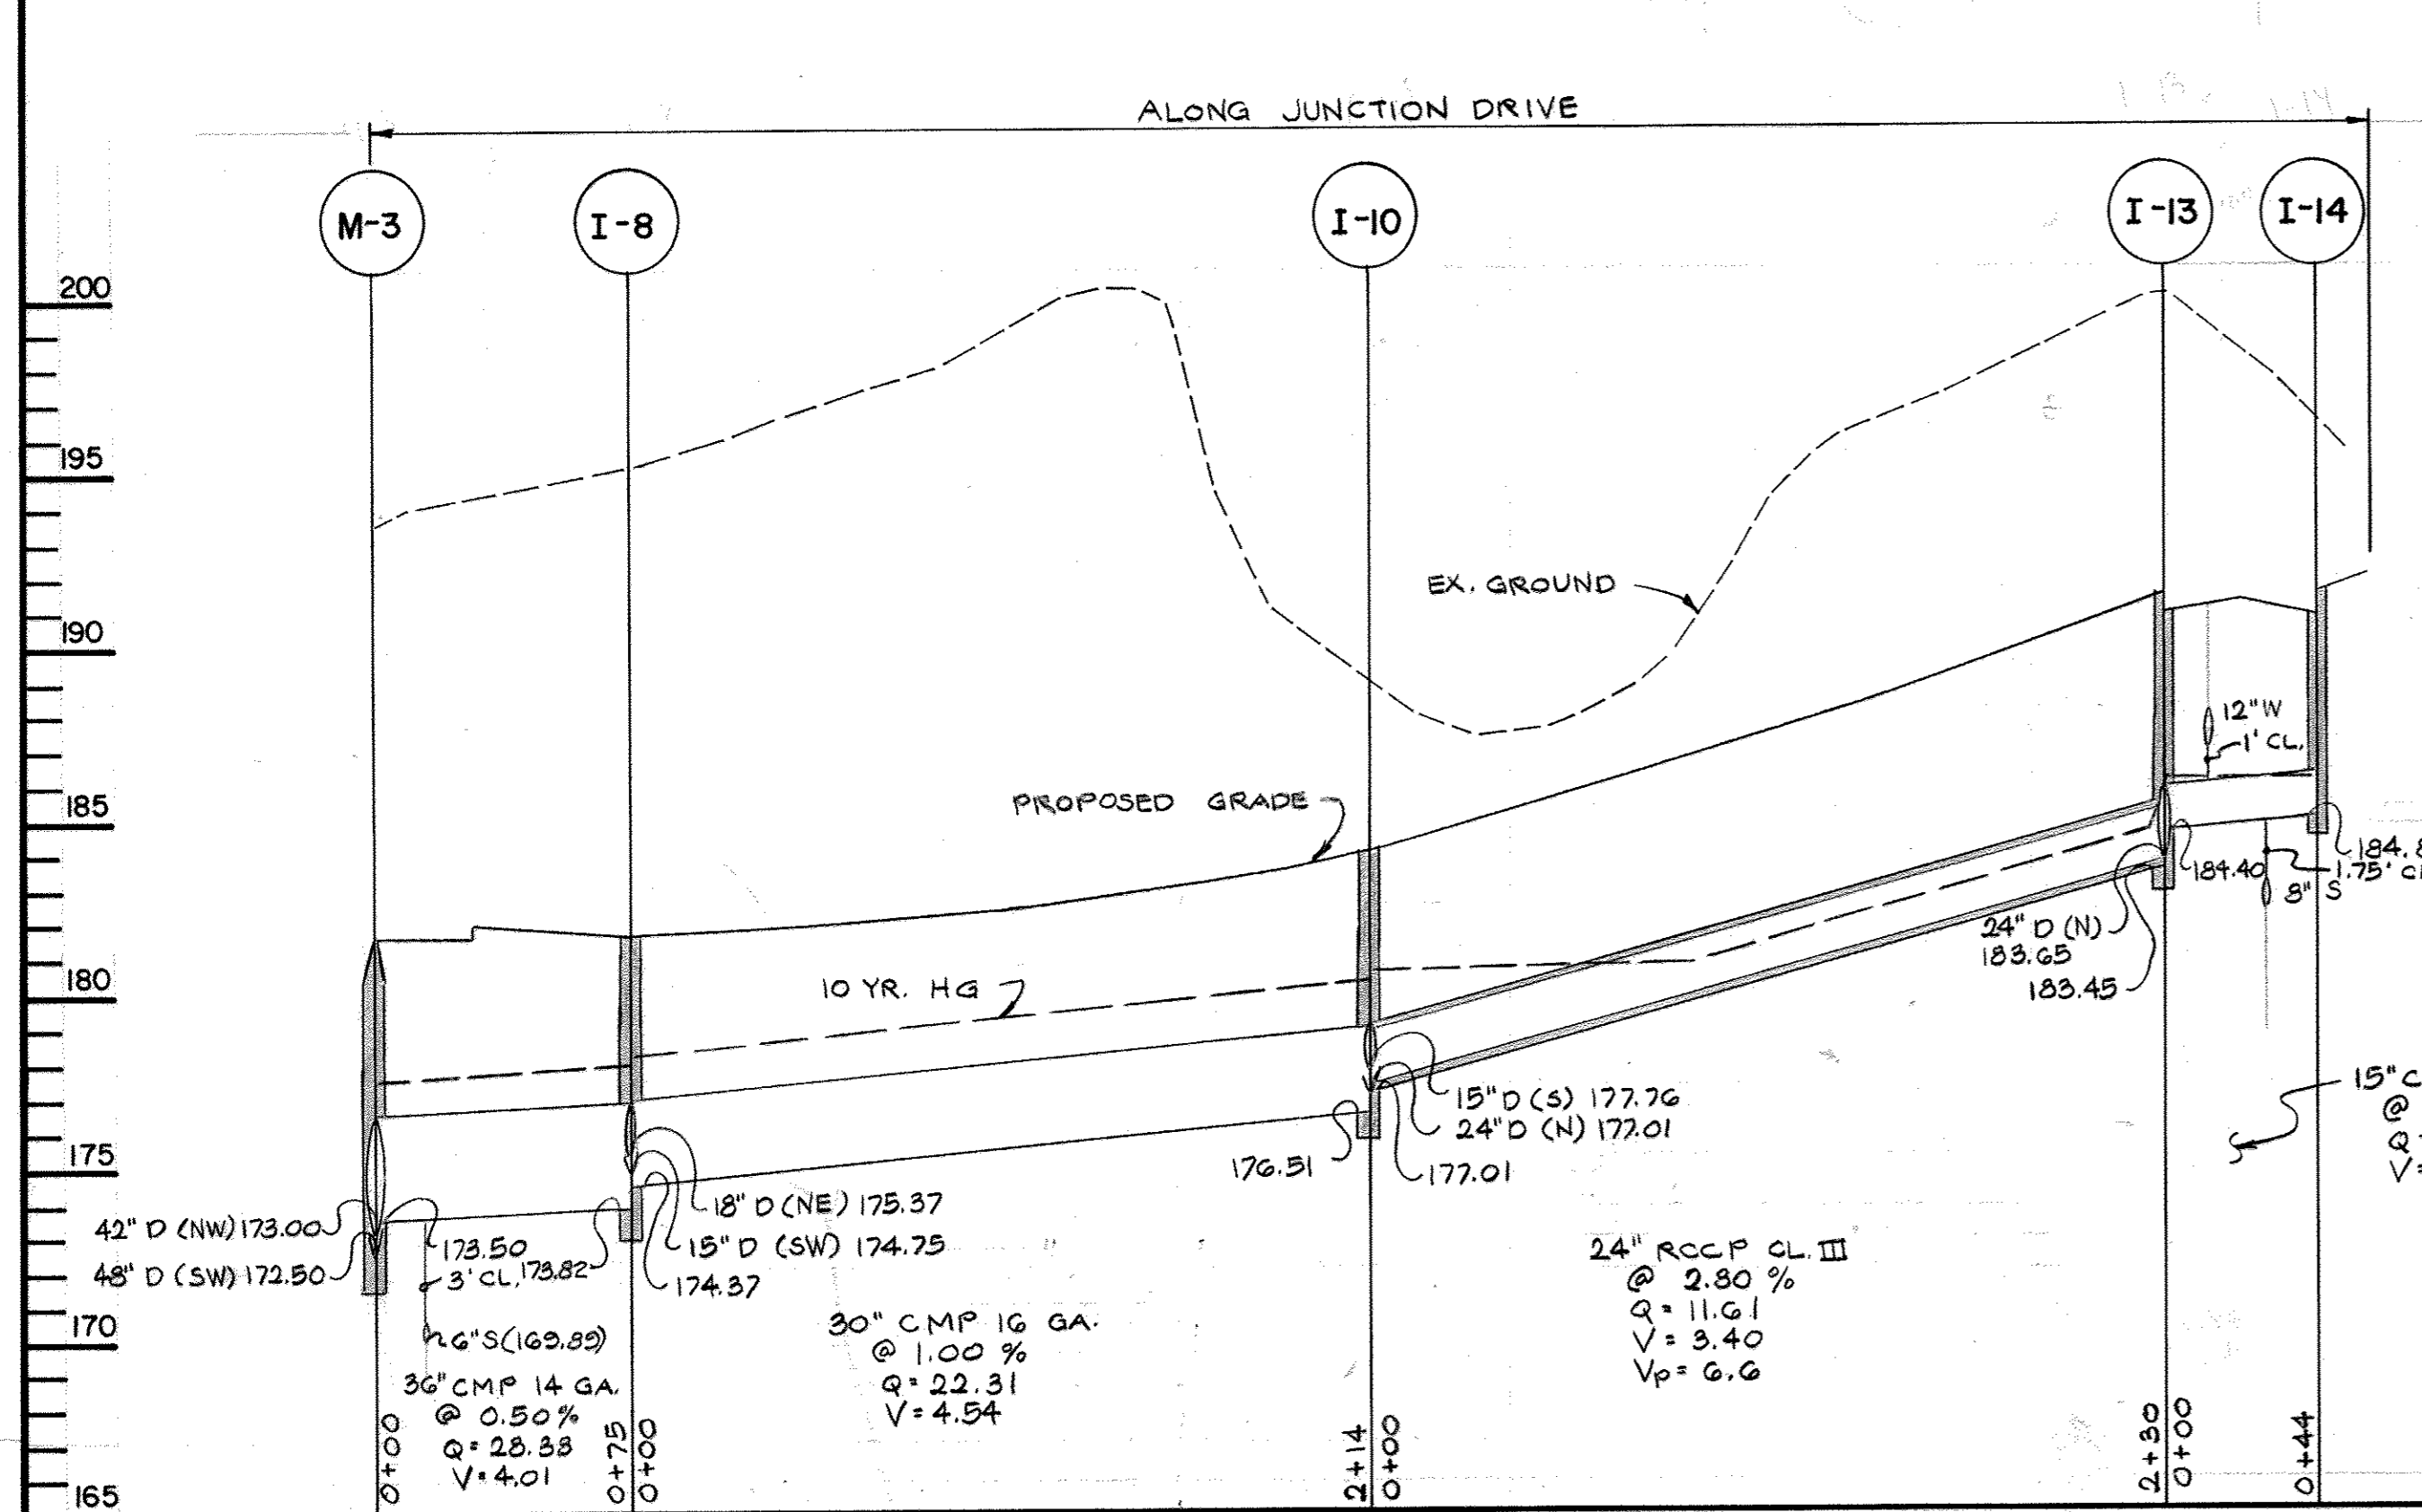 ALONG JUNCTION DRIVE
M-3
I-8
I-10
I-13
I-14
200
195
190
185
180
175
170
165
EX. GROUND
PROPOSED GRADE
10 YR. HG
12" W
1' CL.
184.40
8" S
1.75'
24" D (N)
183.65
183.45
15" D (S) 177.76
24" D (N) 177.01
177.01
176.51
18" D (NE) 175.37
15" D (SW) 174.75
174.37
42" D (NW) 173.00
48" D (SW) 172.50
173.50
3' CL.
173.82
6" S (169.89)
36" CMP 14 GA.
@ 0.50%
Q = 28.38
V = 4.01
30" CMP 16 GA.
@ 1.00 %
Q = 22.31
V = 4.54
24" RCCP CL. III
@ 2.80 %
Q = 11.61
V = 3.40
Vp = 6.6
15" C
@
Q
V =
0+00
0+75
0+00
2+14
0+00
2+30
0+00
0+44